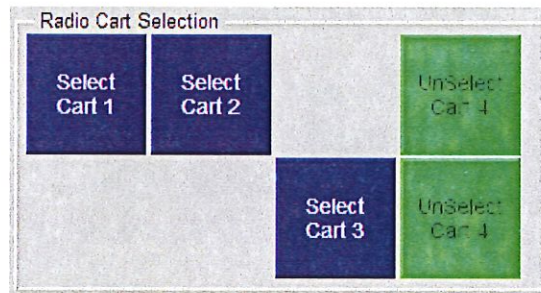 Radio Cart Selection
Select
Cart 1
Select
Cart 2
UnSelect
Cart 4
Select
Cart 3
UnSelect
Cart 4